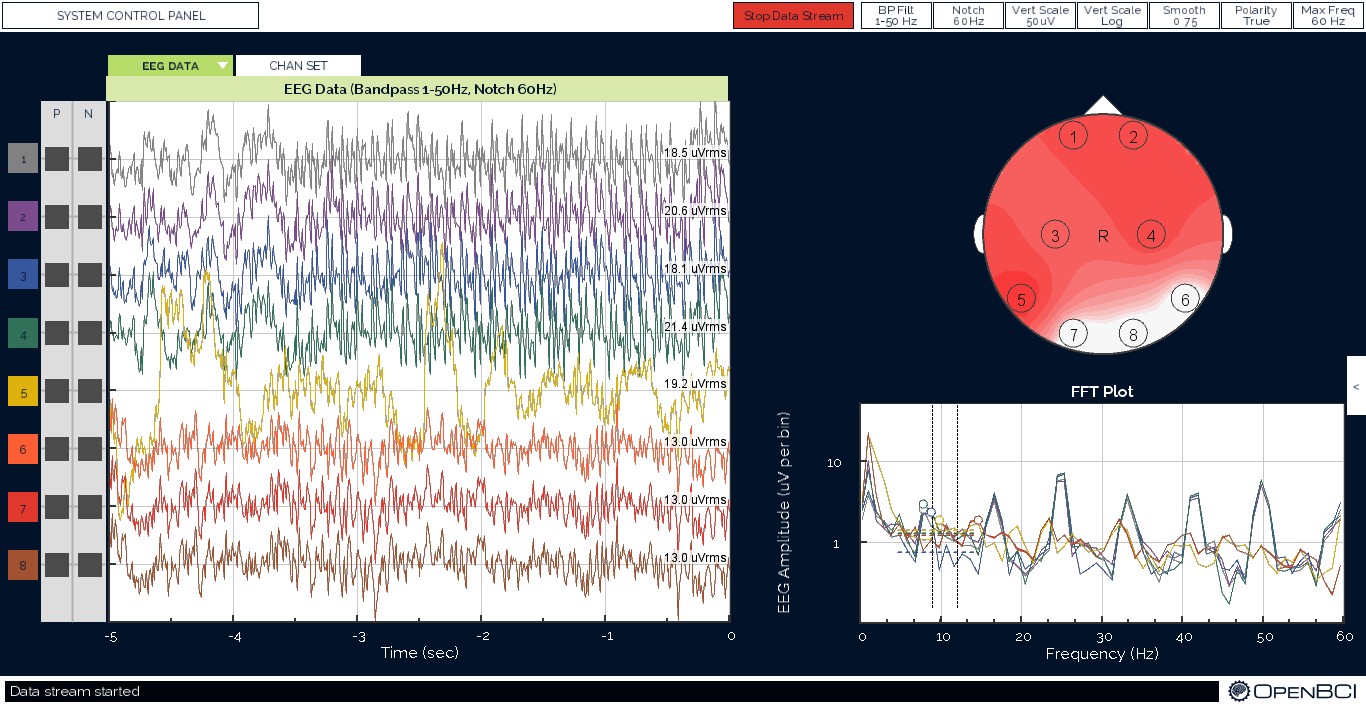 SYSTEM CONTROL PANEL
Stop Data Stream
BP Filt
1-50 Hz
Notch
60Hz
Vert Scale
50uV
Vert Scale
Log
Smooth
0.75
Polarity
True
Max Freq
60 Hz
EEG DATA
CHAN SET
EEG Data (Bandpass 1-50Hz, Notch 60Hz)
P N
1
2
3
4
5
6
7
8
18.5 uVrms
20.6 uVrms
18.1 uVrms
21.4 uVrms
19.2 uVrms
13.0 uVrms
13.0 uVrms
13.0 uVrms
-5 -4 -3 -2 -1 0
Time (sec)
1 2
3 R 4
5 6
7 8
<
FFT Plot
EEG Amplitude (uV per bin)
10
1
0 10 20 30 40 50 60
Frequency (Hz)
Data stream started
OpenBCI